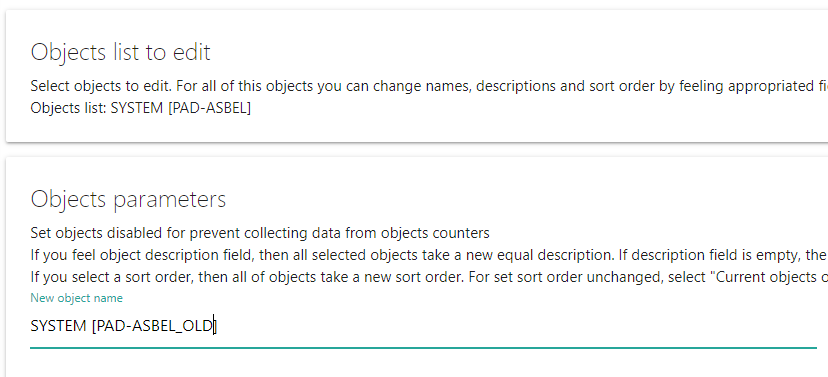 Objects list to edit
Select objects to edit. For all of this objects you can change names, descriptions and sort order by feeling appropriated
Objects list: SYSTEM [PAD-ASBEL]
Objects parameters
Set objects disabled for prevent collecting data from objects counters
If you feel object description field, then all selected objects take a new equal description. If description field is empty, the
If you select a sort order, then all of objects take a new sort order. For set sort order unchanged, select "Current objects
New object name
SYSTEM [PAD-ASBEL_OLD]